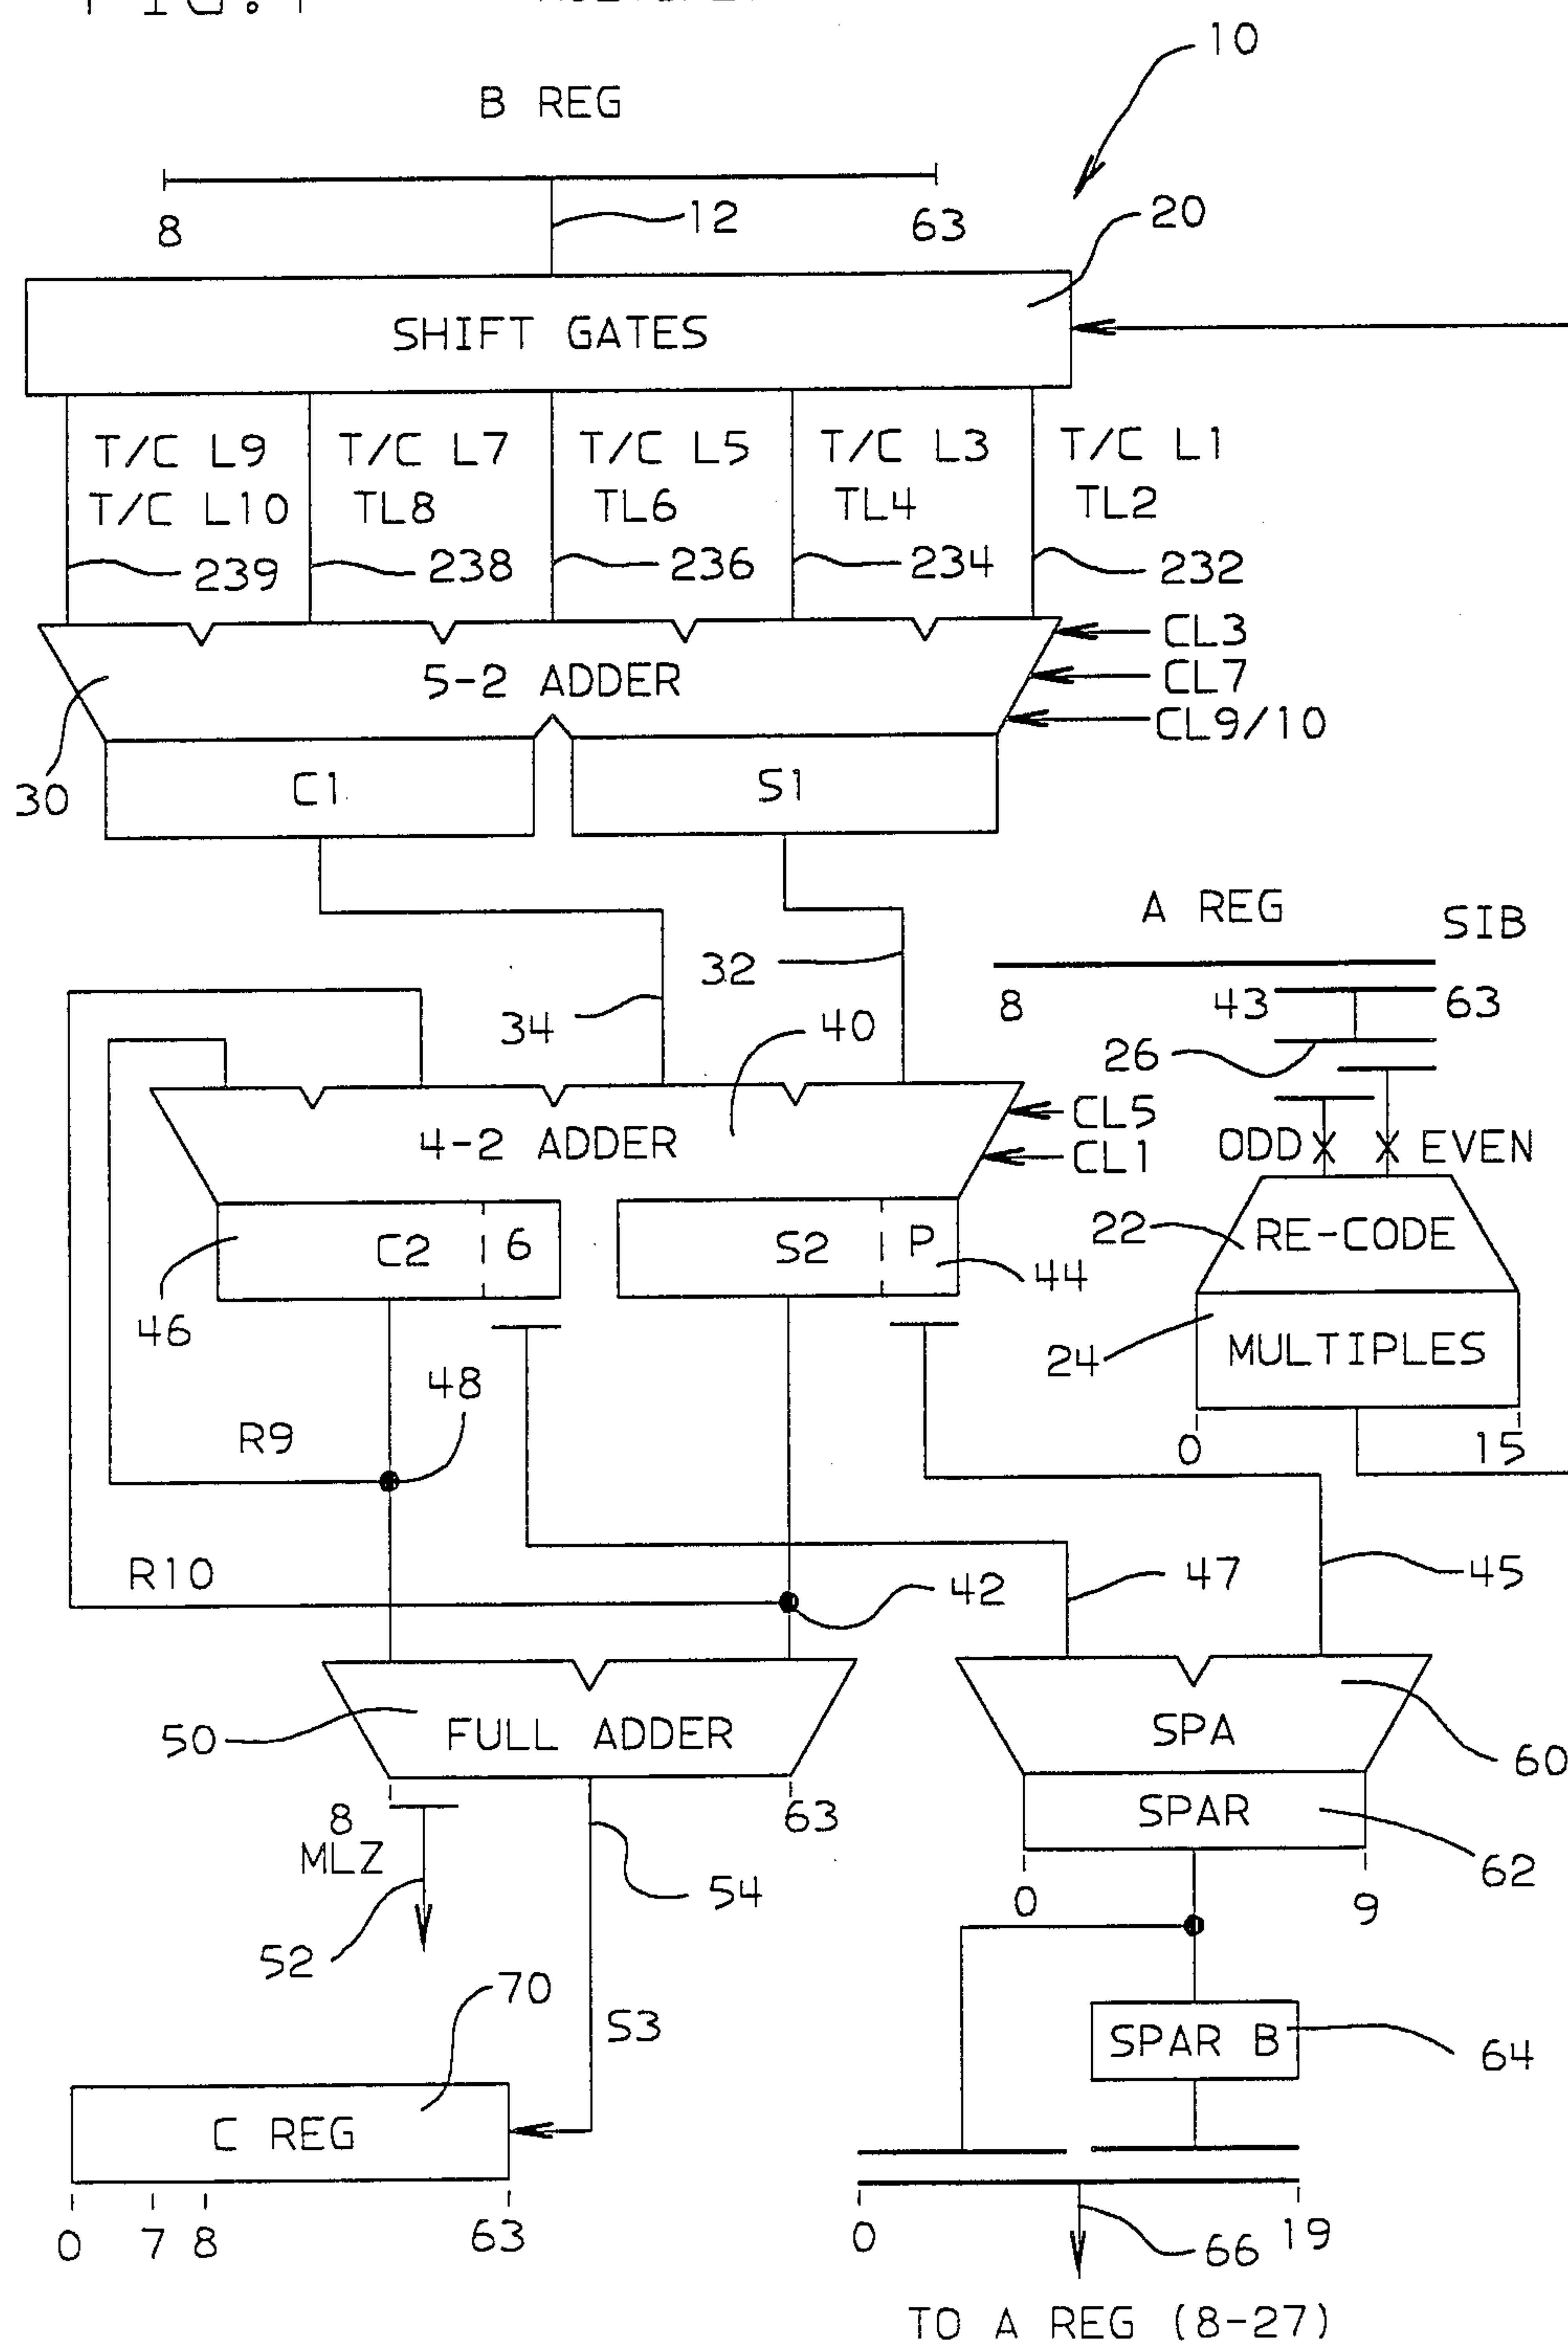 10
B REG
8
12
63
20
SHIFT GATES
T/C L9
T/C L10
T/C L7
TL8
T/C L5
TL6
T/C L3
TL4
T/C L1
TL2
239
238
236
234
232
CL3
CL7
CL9/10
5-2 ADDER
30
C1
S1
A REG
SIB
32
8
43
63
34
40
26
CL5
CL1
4-2 ADDER
ODD
EVEN
C2
6
S2
P
22
RE-CODE
44
46
24
MULTIPLES
48
R9
0
15
R10
47
45
42
50
FULL ADDER
SPA
60
8
63
SPAR
MLZ
62
54
0
9
52
70
S3
SPAR B
64
C REG
0
7
8
63
0
66
19
TO A REG (8-27)